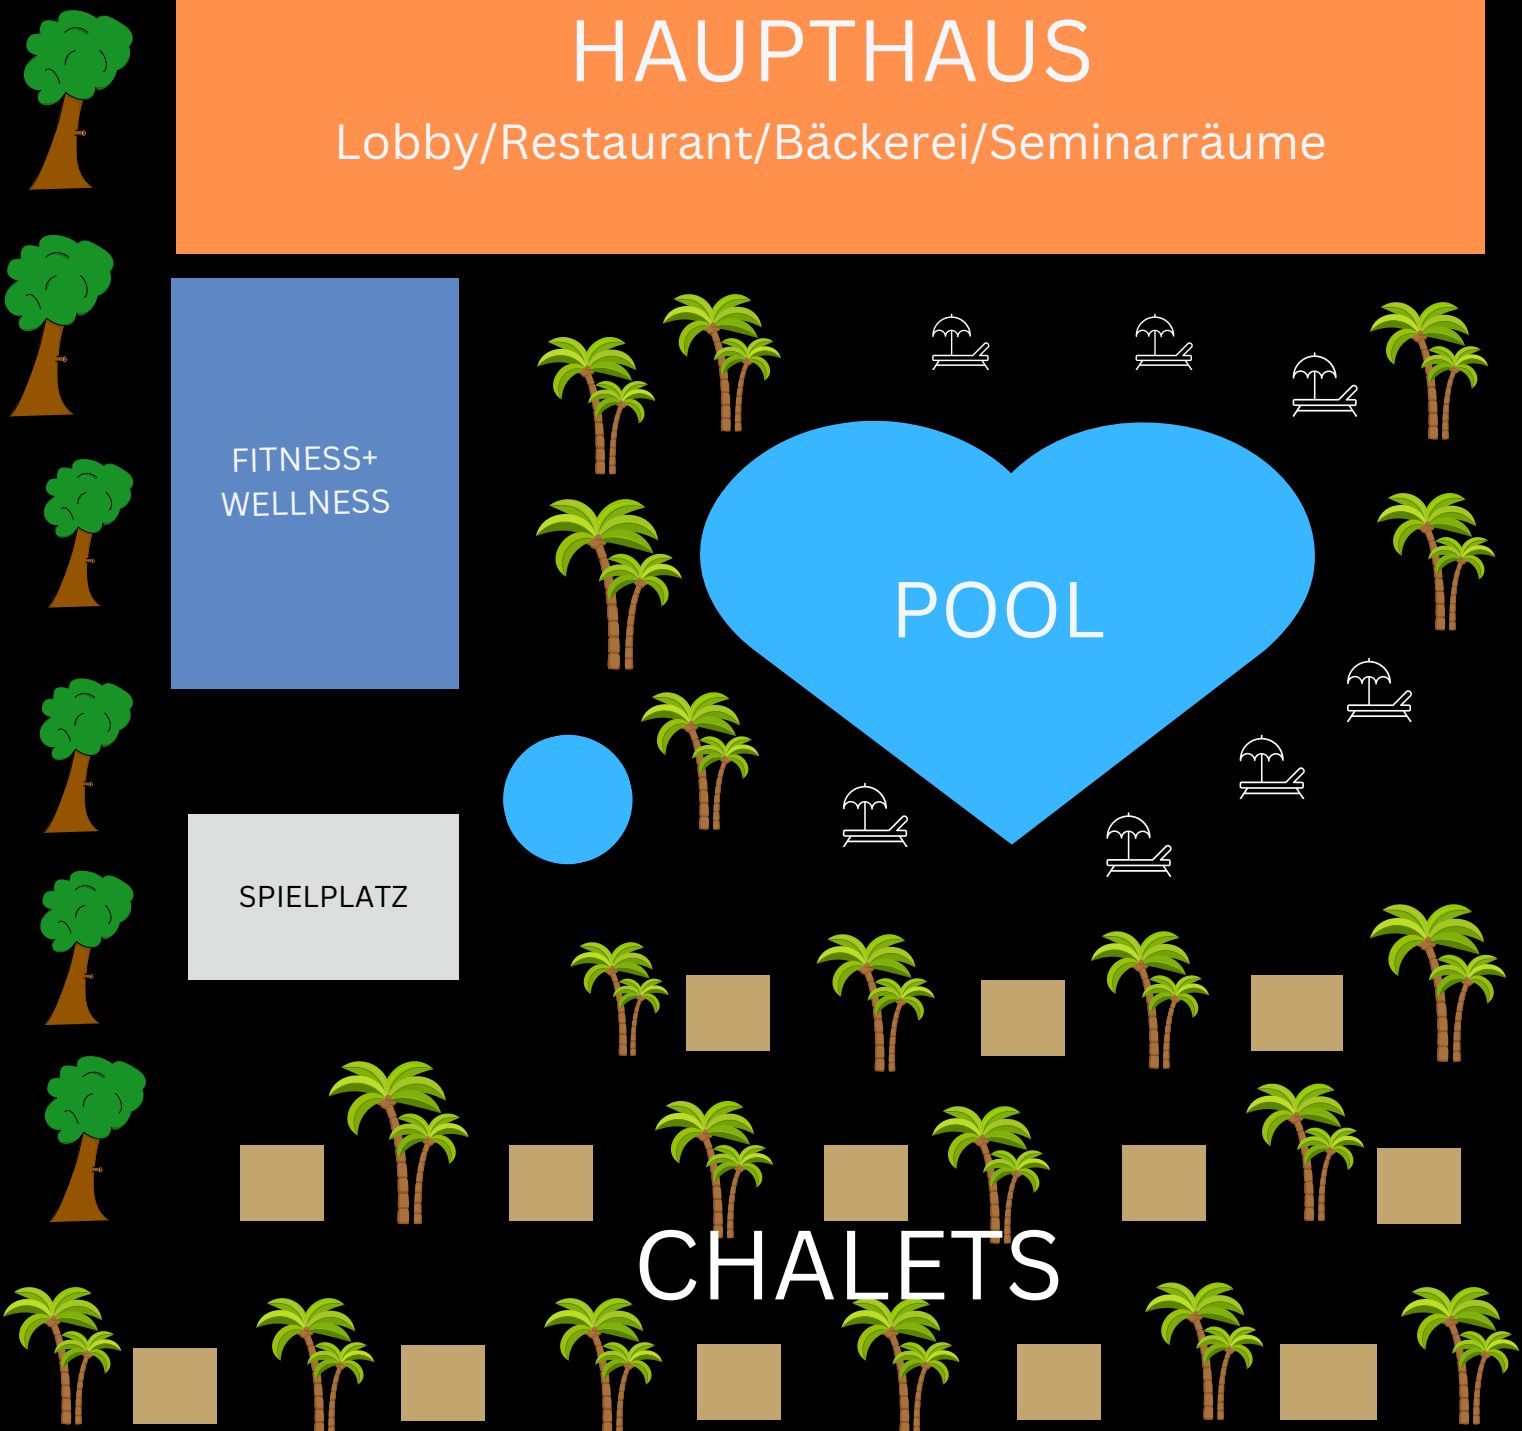 HAUPTHAUS
Lobby/Restaurant/Bäckerei/Seminarräume
FITNESS+
WELLNESS
POOL
SPIELPLATZ
CHALETS